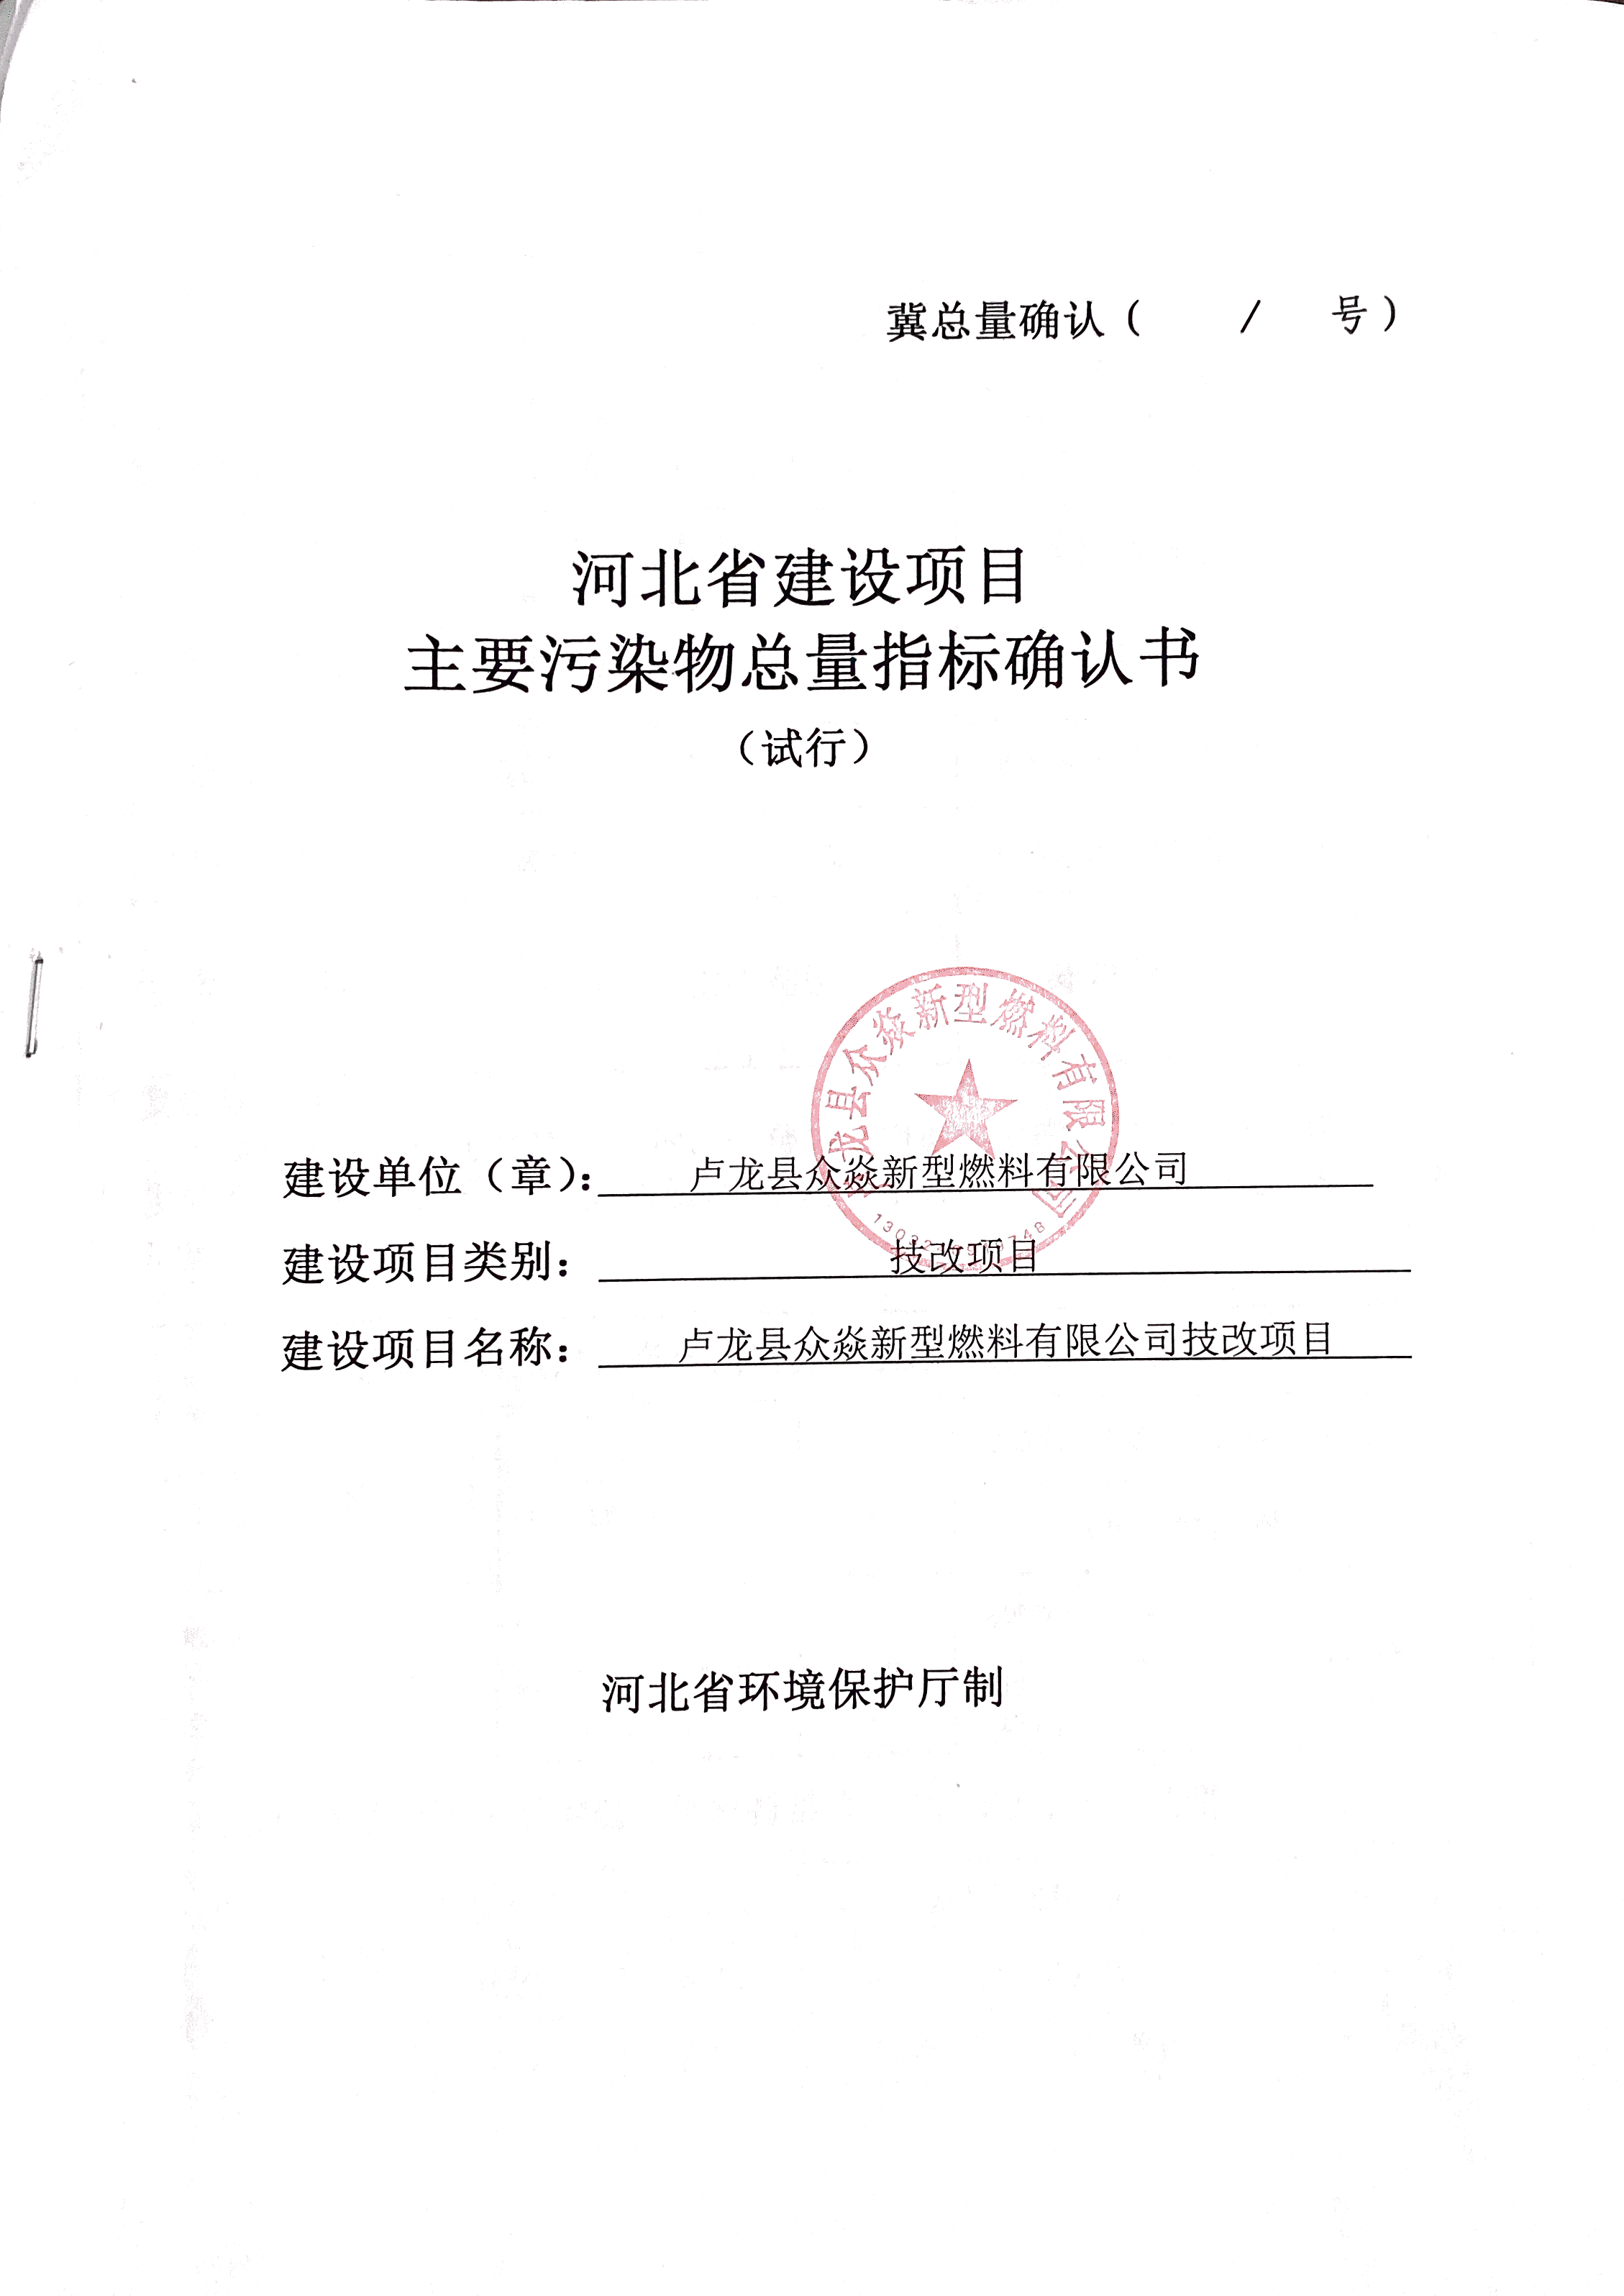 冀总量确认（ / 号）
河北省建设项目
主要污染物总量指标确认书
（试行）
龙县众焱新型燃料有限公司
建设单位（章）： 卢龙县众焱新型燃料有限公司
建设项目类别： 技改项目
建设项目名称： 卢龙县众焱新型燃料有限公司技改项目
河北省环境保护厅制